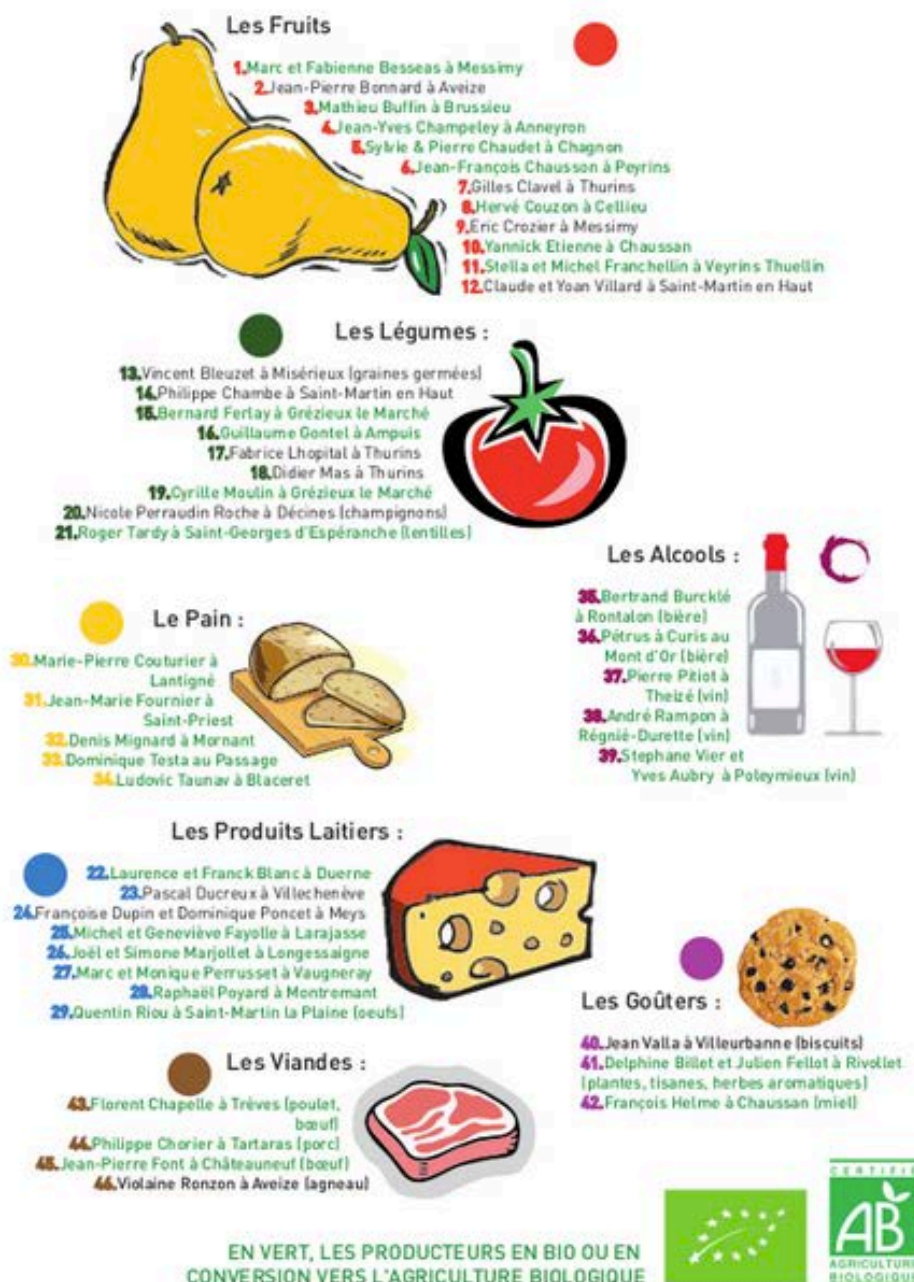 Les Fruits
1.Marc et Fabienne Besseas à Messimy
2.Jean-Pierre Bonnard à Aveize
3.Mathieu Buffin à Brussieu
4.Jean-Yves Champeley à Anneyron
5.Sylvie & Pierre Chaudet à Chagnon
6.Jean-François Chausson à Peyrins
7.Gilles Clavel à Thurins
8.Hervé Couzon à Cellieu
9.Eric Crozier à Messimy
10.Yannick Etienne à Chaussan
11.Stella et Michel Franchellin à Veyrins Thuellin
12.Claude et Yoan Villard à Saint-Martin en Haut
Les Légumes :
13.Vincent Bleuzet à Misérieux (graines germées)
14.Philippe Chambe à Saint-Martin en Haut
15.Bernard Ferlay à Grézieux le Marché
16.Guillaume Gontel à Ampuis
17.Fabrice Lhopital à Thurins
18.Didier Mas à Thurins
19.Cyrille Moulin à Grézieux le Marché
20.Nicole Perraudin Roche à Décines (champignons)
21.Roger Tardy à Saint-Georges d'Espéranche (lentilles)
Les Alcools :
35.Bertrand Burcklé
à Rontalon (bière)
36.Pétrus à Curis au
Mont d'Or (bière)
37.Pierre Pitiot à
Theizé (vin)
38.André Rampon à
Régnié-Durette (vin)
39.Stephane Vier et
Yves Aubry à Poleymieux (vin)
Le Pain :
30.Marie-Pierre Couturier à
Lantigné
31.Jean-Marie Fournier à
Saint-Priest
32.Denis Mignard à Mornant
33.Dominique Testa au Passage
34.Ludovic Taunav à Blaceret
Les Produits Laitiers :
22.Laurence et Franck Blanc à Duerne
23.Pascal Ducreux à Villechenève
24.Françoise Dupin et Dominique Poncet à Meys
25.Michel et Geneviève Fayolle à Larajasse
26.Joël et Simone Marjollet à Longessaigne
27.Marc et Monique Perrusset à Vaugneray
28.Raphaël Poyard à Montromant
29.Quentin Riou à Saint-Martin la Plaine (oeufs)
Les Goûters :
40.Jean Valla à Villeurbanne (biscuits)
41.Delphine Billet et Julien Fellot à Rivollet
(plantes, tisanes, herbes aromatiques)
42.François Helme à Chaussan (miel)
Les Viandes :
43.Florent Chapelle à Trèves (poulet,
bœuf)
44.Philippe Chorier à Tartaras (porc)
45.Jean-Pierre Font à Châteauneuf (bœuf)
46.Violaine Ronzon à Aveize (agneau)
EN VERT, LES PRODUCTEURS EN BIO OU EN
CONVERSION VERS L'AGRICULTURE BIOLOGIQUE
CERTIFIÉ
AB
AGRICULTURE
BIOLOGIQUE